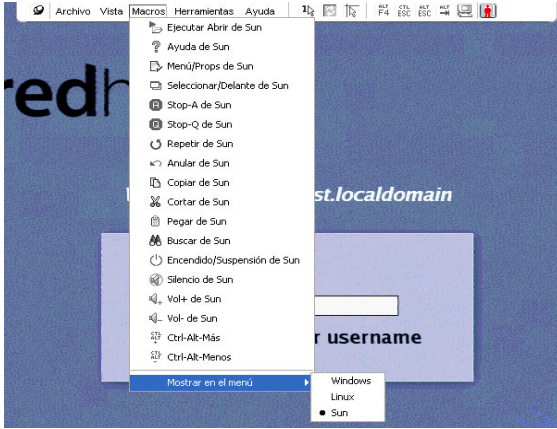 Archivo Vista Macros Herramientas Ayuda ALT F4 CTL ESC ALT ESC ALT
Ejecutar Abrir de Sun
Ayuda de Sun
Menú/Props de Sun
Seleccionar/Delante de Sun
Stop-A de Sun
Stop-Q de Sun
Repetir de Sun
Anular de Sun
Copiar de Sun
Cortar de Sun
Pegar de Sun
Buscar de Sun
Encendido/Suspensión de Sun
Silencio de Sun
Vol+ de Sun
Vol- de Sun
Ctrl-Alt-Más
Ctrl-Alt-Menos
Mostrar en el menú
Windows
Linux
Sun
redh
st.localdomain
r username